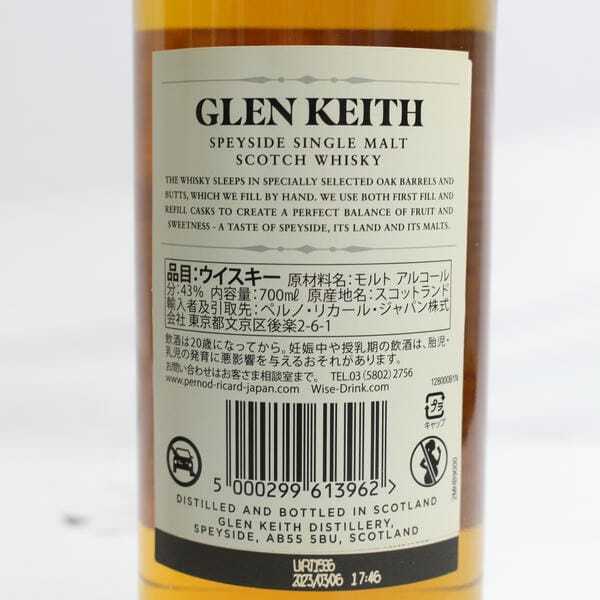 GLEN KEITH
SPEYSIDE SINGLE MALT
SCOTCH WHISKY
THE WHISKY SLEEPS IN SPECIALLY SELECTED OAK BARRELS AND
BUTTS, WHICH WE FILL BY HAND. WE USE BOTH FIRST FILL AND
REFILL CASKS TO CREATE A PERFECT BALANCE OF FRUIT AND
SWEETNESS - A TASTE OF SPEYSIDE, ITS LAND AND ITS MALTS.
品目:ウイスキー 原材料名:モルト アルコール
分:43% 内容量:700mℓ 原産地名:スコットランド
輸入者及引取先:ペルノ・リカール・ジャパン株式
会社 東京都文京区後楽2-6-1
飲酒は20歳になってから。妊娠中や授乳期の飲酒は、胎児・
乳児の発育に悪影響を与えるおそれがあります。
お問い合わせはお客さま相談室まで。 TEL.03 (5802) 2756
www.pernod-ricard-japan.com Wise-Drink.com
12800081N
プラ
キャップ
5 000299 613962 >
DISTILLED AND BOTTLED IN SCOTLAND
GLEN KEITH DISTILLERY,
SPEYSIDE, AB55 5BU, SCOTLAND
2023/03/06 17:46